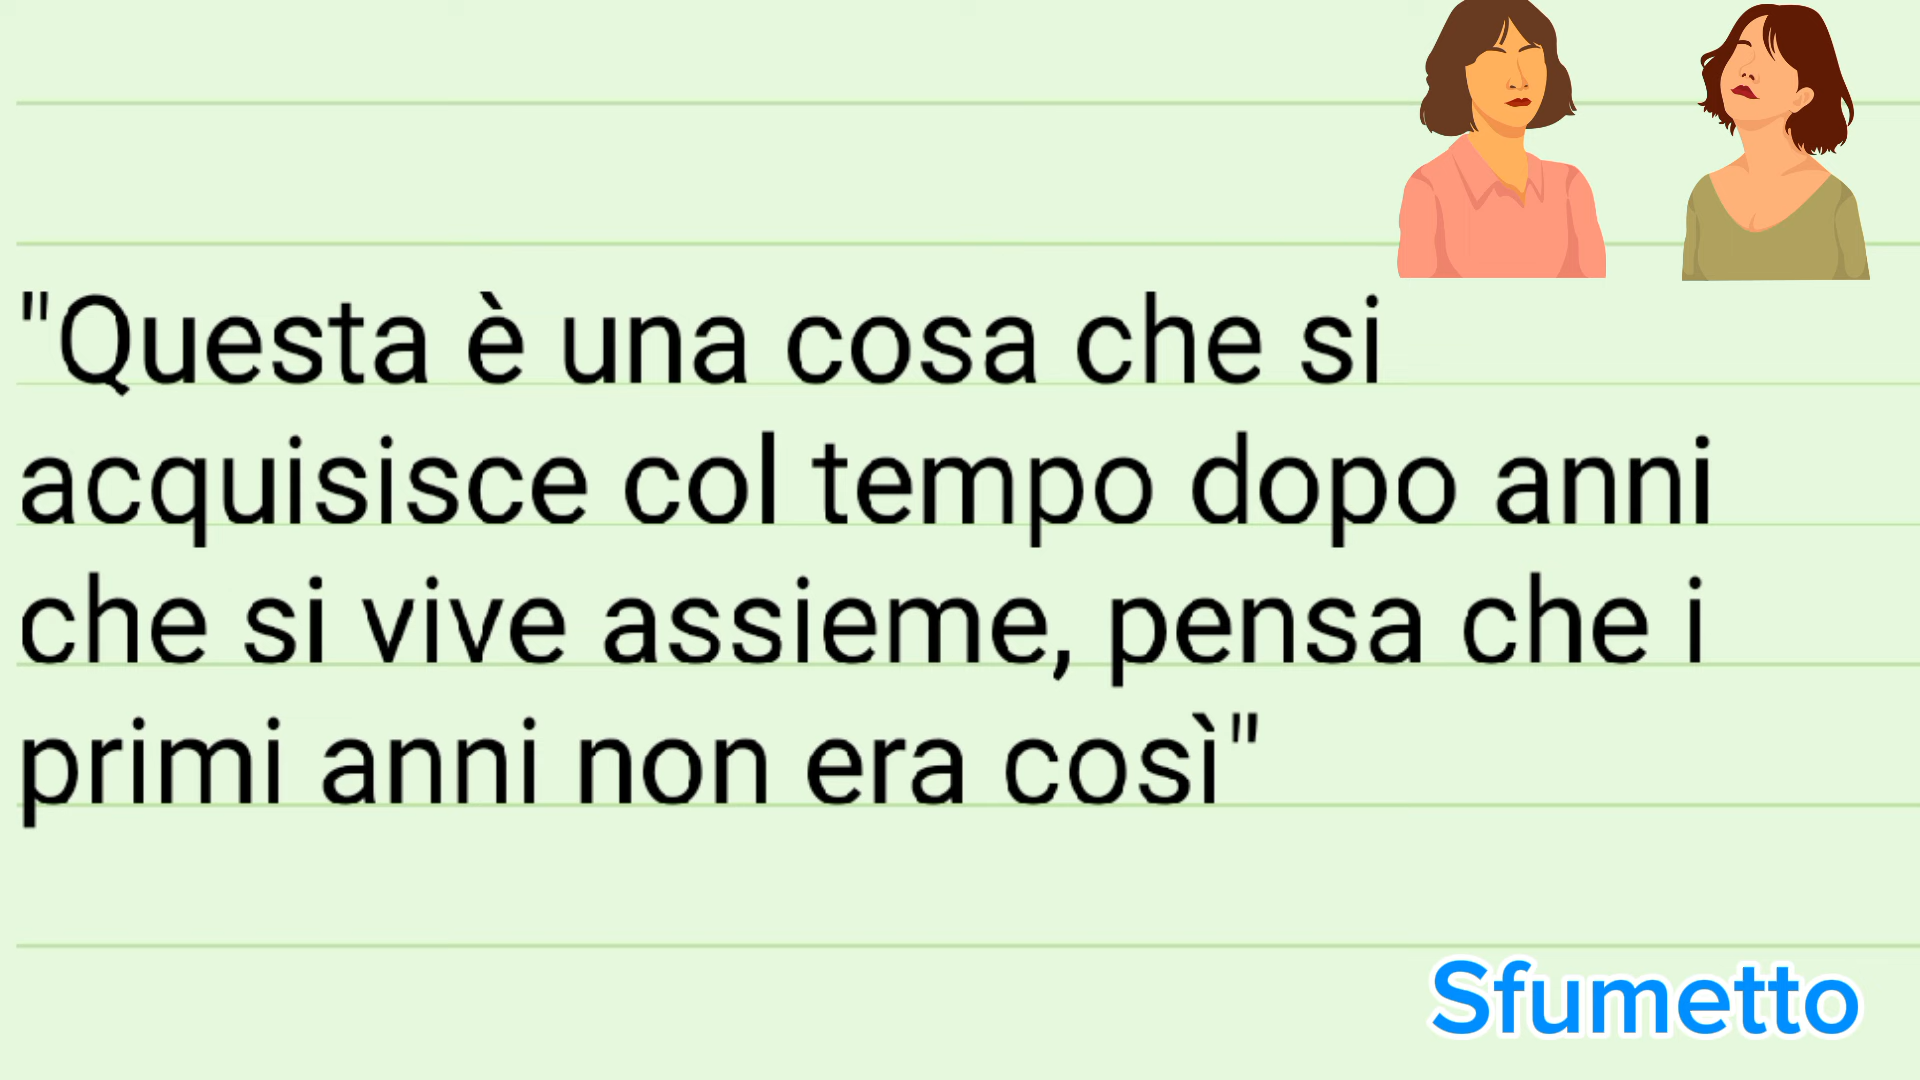 "Questa è una cosa che si
acquisisce col tempo dopo anni
che si vive assieme, pensa che i
primi anni non era così"
Sfumetto